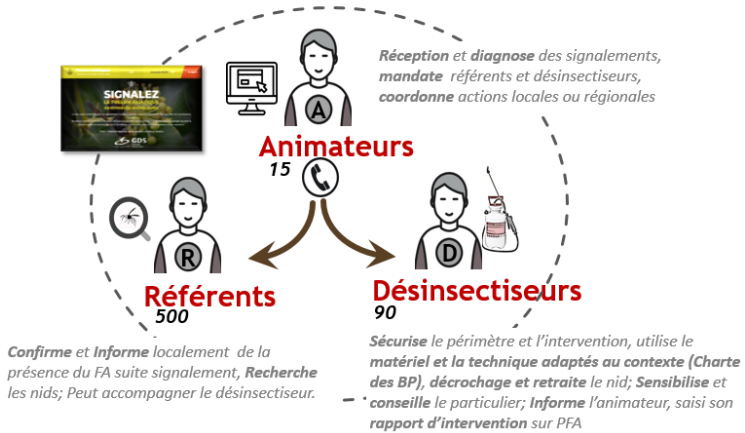 Réception et diagnose des signalements,
mandate référents et désinsectiseurs,
coordonne actions locales ou régionales
SIGNALEZ
GDS
A
Animateurs
15
R
D
Référents
500
Désinsectiseurs
90
Confirme et Informe localement de la
présence du FA suite signalement, Recherche
les nids; Peut accompagner le désinsectiseur.
Sécurise le périmètre et l'intervention, utilise le
matériel et la technique adaptés au contexte (Charte
des BP), décrochage et retraite le nid; Sensibilise et
conseille le particulier; Informe l'animateur, saisi son
rapport d'intervention sur PFA